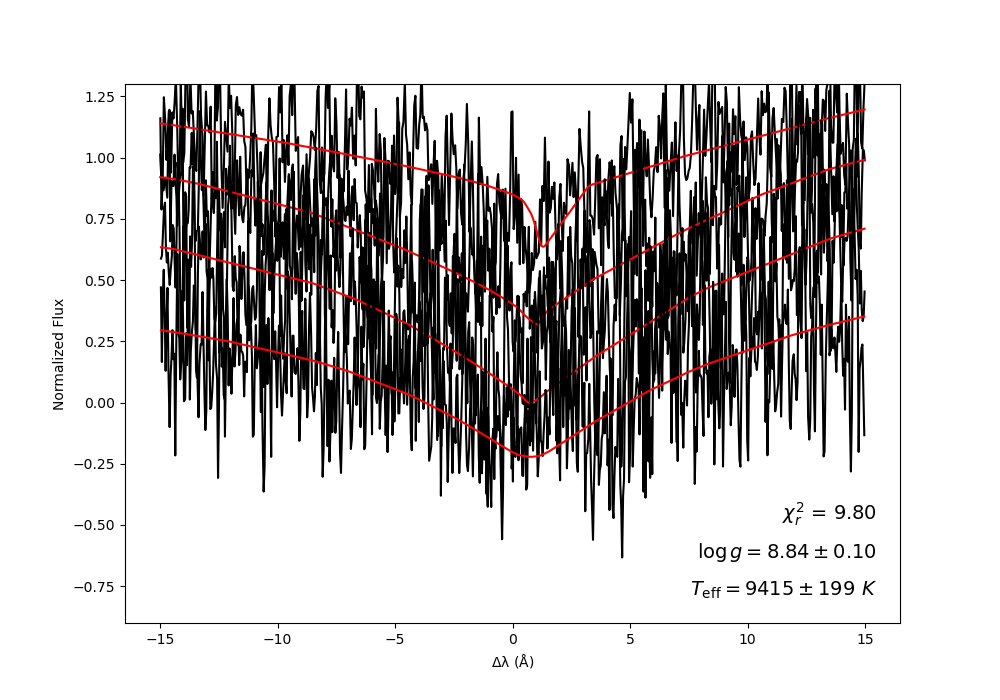 1.25
1.00
0.75
0.50
0.25
0.00
−0.25
−0.50
−0.75
Normalized Flux
χ²ᵣ = 9.80
log g = 8.84 ± 0.10
T_eff = 9415 ± 199 K
−15 −10 −5 0 5 10 15
Δλ (Å)